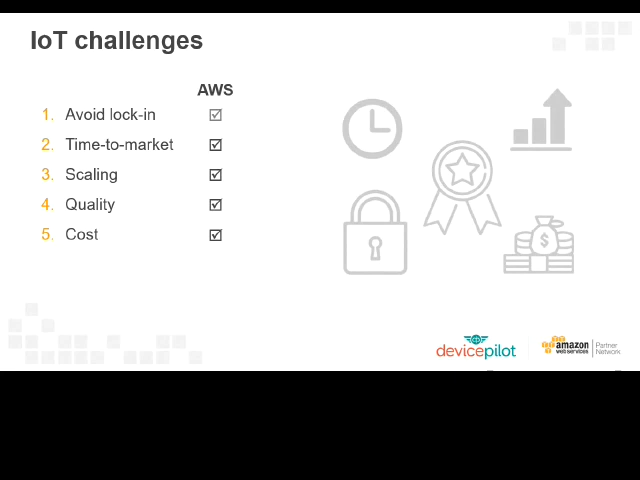 IoT challenges
AWS
1. Avoid lock-in ☑
2. Time-to-market ☑
3. Scaling ☑
4. Quality ☑
5. Cost ☑
$
devicepilot
amazon
web services
Partner
Network